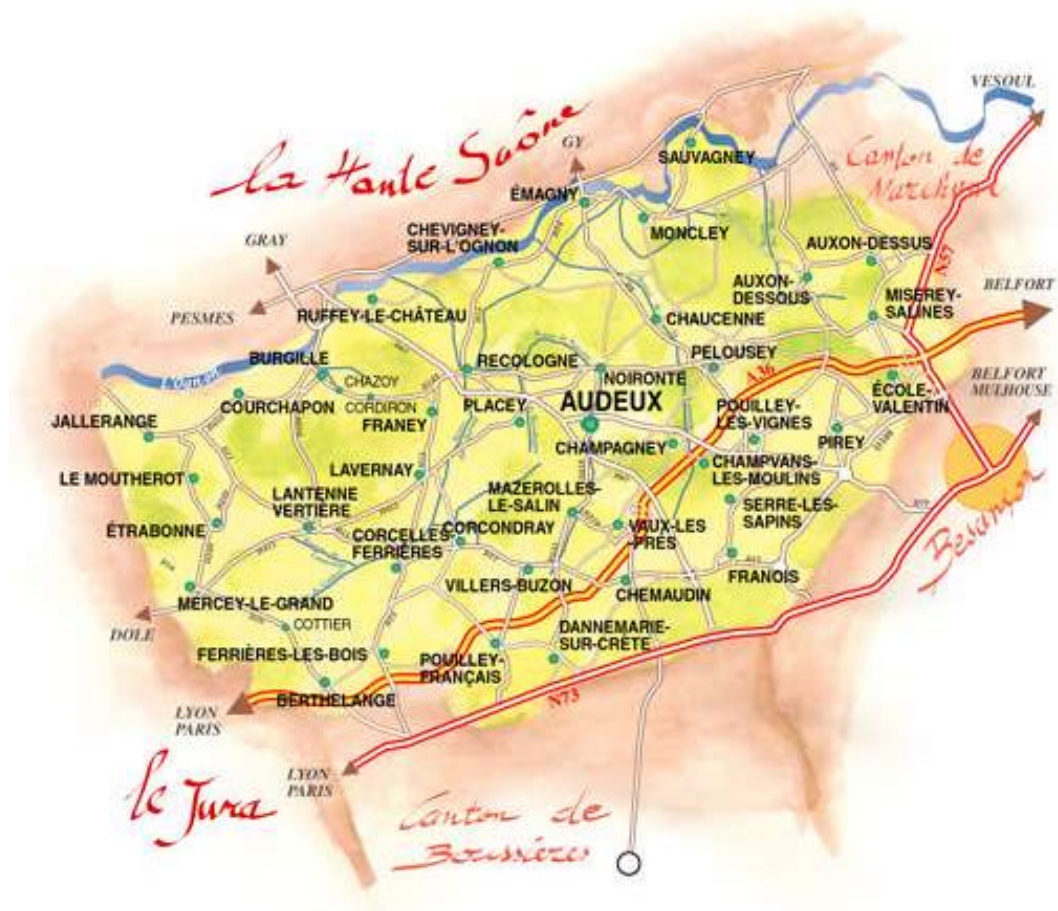 VESOUL
la Haute Saône
GY
SAUVAGNEY
Canton de
ÉMAGNY
GRAY
CHEVIGNEY-
SUR-L'OGNON
MONCLEY
AUXON-DESSUS
N57
PESMES
RUFFEY-LE-CHÂTEAU
AUXON-
DESSOUS
MISEREY-
SALINES
BELFORT
CHAUCENNE
BURGILLE
RECOLOGNE
PELOUSEY
L'Ognon
CHAZOY
NOIRONTE
A36
ÉCOLE-
VALENTIN
BELFORT
MULHOUSE
COURCHAPON
CORDIRON
PLACEY
AUDEUX
POUILLEY-
LES-VIGNES
JALLERANGE
FRANEY
CHAMPAGNEY
PIREY
LE MOUTHEROT
LAVERNAY
CHAMPVANS-
LES-MOULINS
LANTENNE
VERTIERE
MAZEROLLES-
LE-SALIN
SERRE-LES-
SAPINS
ÉTRABONNE
CORCELLES-
FERRIÈRES
CORCONDRAY
VAUX-LES
PRÉS
Besançon
VILLERS-BUZON
FRANOIS
MERCEY-LE-GRAND
CHEMAUDIN
COTTIER
DOLE
DANNEMARIE-
SUR-CRÈTE
FERRIÈRES-LES-BOIS
POUILLEY-
FRANÇAIS
BERTHELANGE
N73
LYON
PARIS
le Jura
LYON
PARIS
Canton de
Boussières